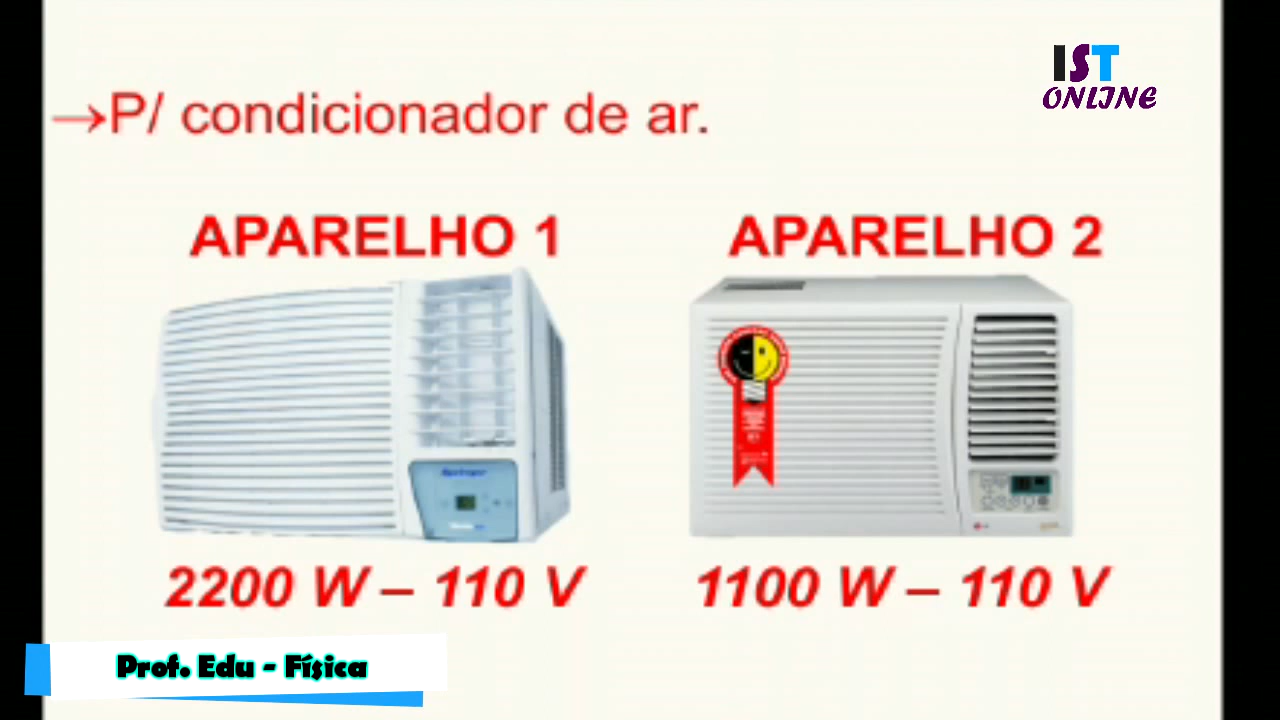 IST
ONLINE
→P/ condicionador de ar.
APARELHO 1
APARELHO 2
2200 W – 110 V
1100 W – 110 V
Prof. Edu - Física